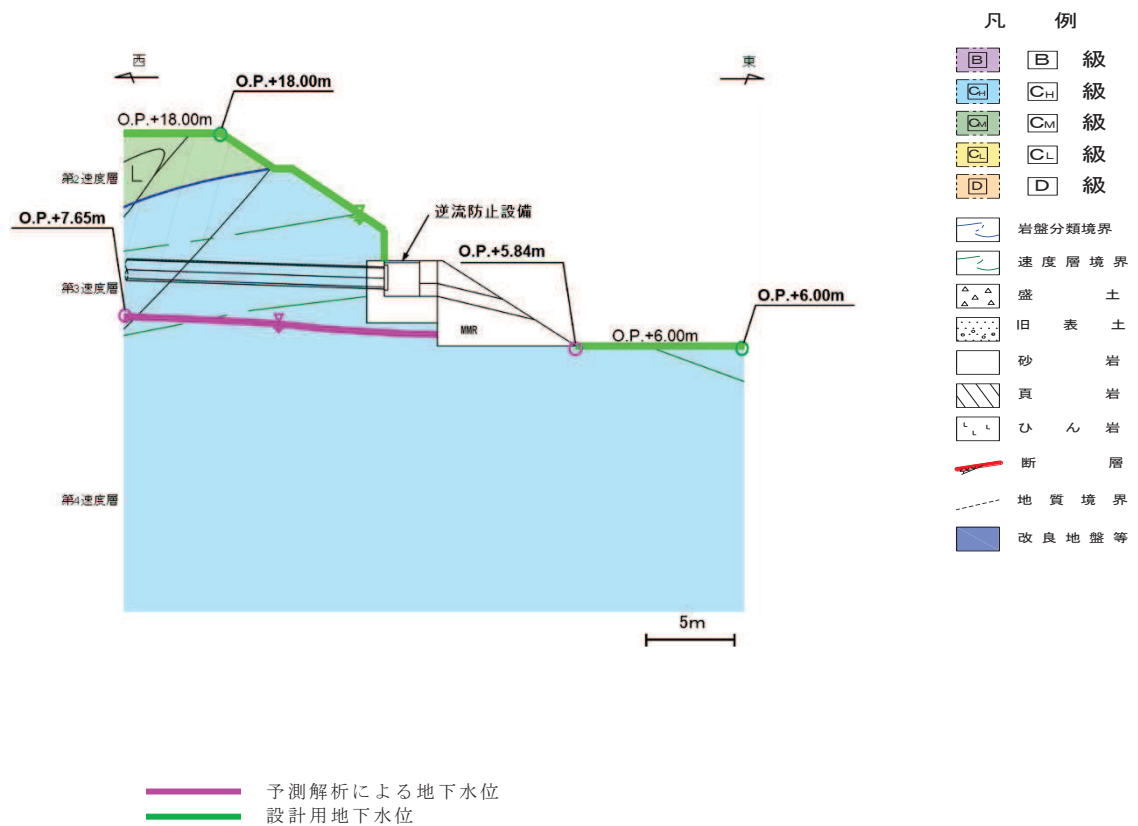 西
東
O.P.+18.00m
O.P.+18.00m
第2速度層
L
O.P.+7.65m
逆流防止設備
O.P.+5.84m
第3速度層
O.P.+6.00m
MMR
O.P.+6.00m
第4速度層
5m
予測解析による地下水位
設計用地下水位
凡 例
B B 級
CH CH 級
CM CM 級
CL CL 級
D D 級
岩盤分類境界
速度層境界
盛土
旧表土
砂岩
頁岩
L L L ひん岩
断層
地質境界
改良地盤等